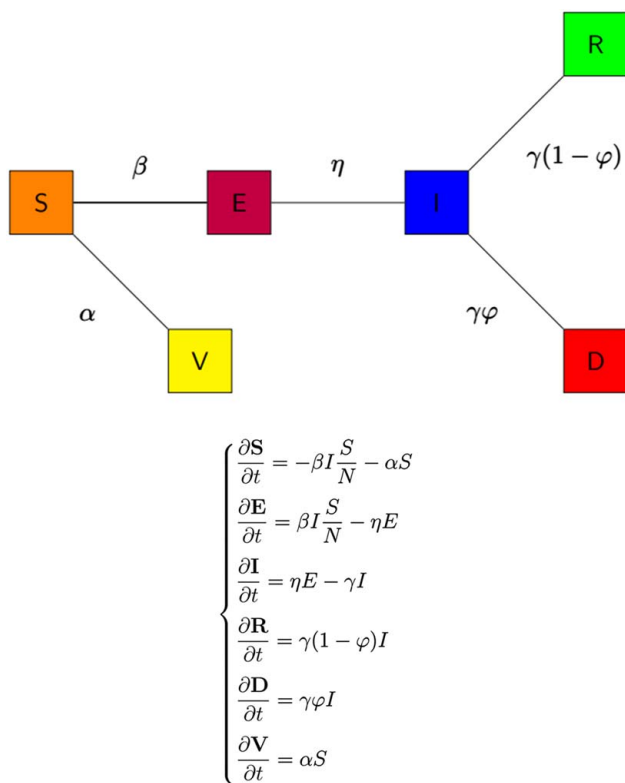 R
β η γ(1 − φ)
S E I
α γφ
V D
∂S/∂t = −βI S/N − αS
∂E/∂t = βI S/N − ηE
∂I/∂t = ηE − γI
∂R/∂t = γ(1 − φ)I
∂D/∂t = γφI
∂V/∂t = αS